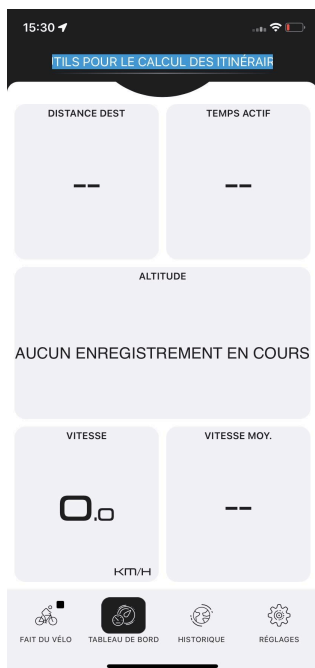 15:30
TILS POUR LE CALCUL DES ITINÉRAIR
DISTANCE DEST
TEMPS ACTIF
--
--
ALTITUDE
AUCUN ENREGISTREMENT EN COURS
VITESSE
VITESSE MOY.
0.0
--
KM/H
FAIT DU VÉLO
TABLEAU DE BORD
HISTORIQUE
RÉGLAGES